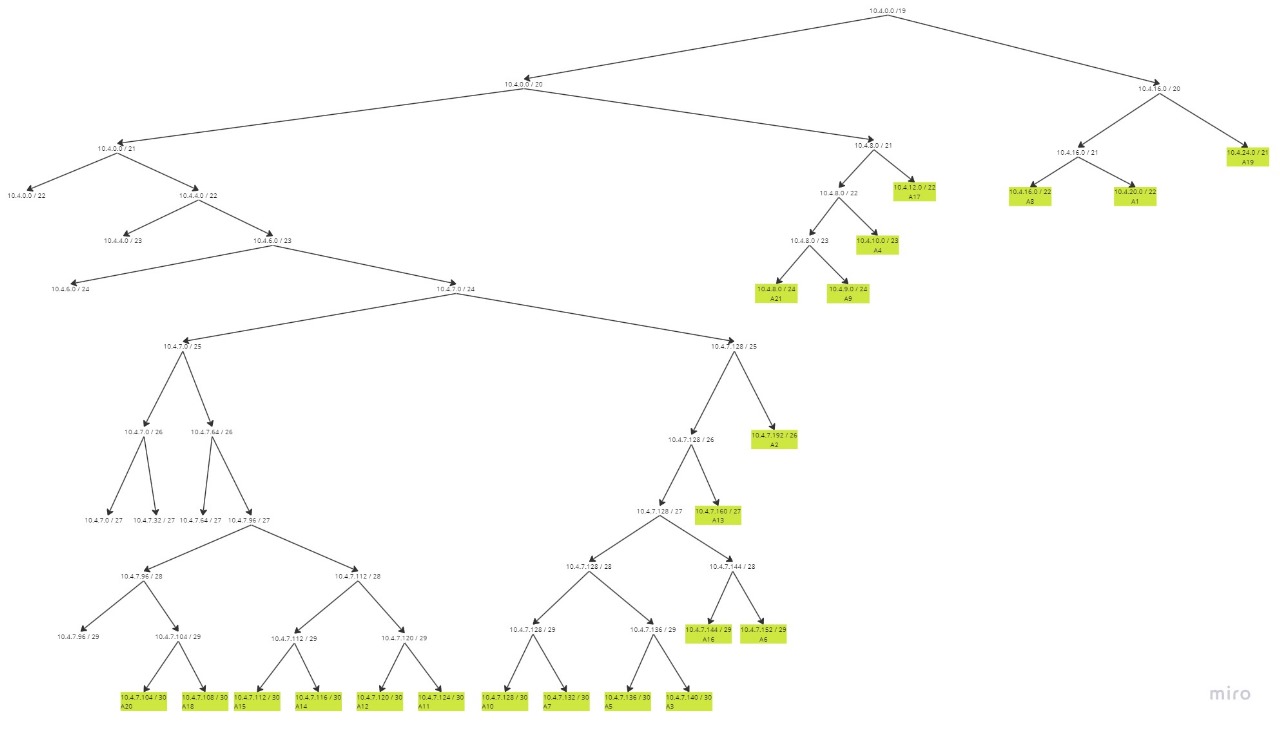 10.4.0.0 /19
10.4.0.0 / 20
10.4.16.0 / 20
10.4.0.0 / 21
10.4.8.0 / 21
10.4.16.0 / 21
10.4.24.0 / 21
A19
10.4.0.0 / 22
10.4.4.0 / 22
10.4.8.0 / 22
10.4.12.0 / 22
A17
10.4.16.0 / 22
A8
10.4.20.0 / 22
A1
10.4.4.0 / 23
10.4.6.0 / 23
10.4.8.0 / 23
10.4.10.0 / 23
A4
10.4.6.0 / 24
10.4.7.0 / 24
10.4.8.0 / 24
A21
10.4.9.0 / 24
A9
10.4.7.0 / 25
10.4.7.128 / 25
10.4.7.0 / 26
10.4.7.64 / 26
10.4.7.128 / 26
10.4.7.192 / 26
A2
10.4.7.0 / 27
10.4.7.32 / 27
10.4.7.64 / 27
10.4.7.96 / 27
10.4.7.128 / 27
10.4.7.160 / 27
A13
10.4.7.96 / 28
10.4.7.112 / 28
10.4.7.128 / 28
10.4.7.144 / 28
10.4.7.96 / 29
10.4.7.104 / 29
10.4.7.112 / 29
10.4.7.120 / 29
10.4.7.128 / 29
10.4.7.136 / 29
10.4.7.144 / 29
A16
10.4.7.152 / 29
A6
10.4.7.104 / 30
A20
10.4.7.108 / 30
A18
10.4.7.112 / 30
A15
10.4.7.116 / 30
A14
10.4.7.120 / 30
A12
10.4.7.124 / 30
A11
10.4.7.128 / 30
A10
10.4.7.132 / 30
A7
10.4.7.136 / 30
A5
10.4.7.140 / 30
A3
miro